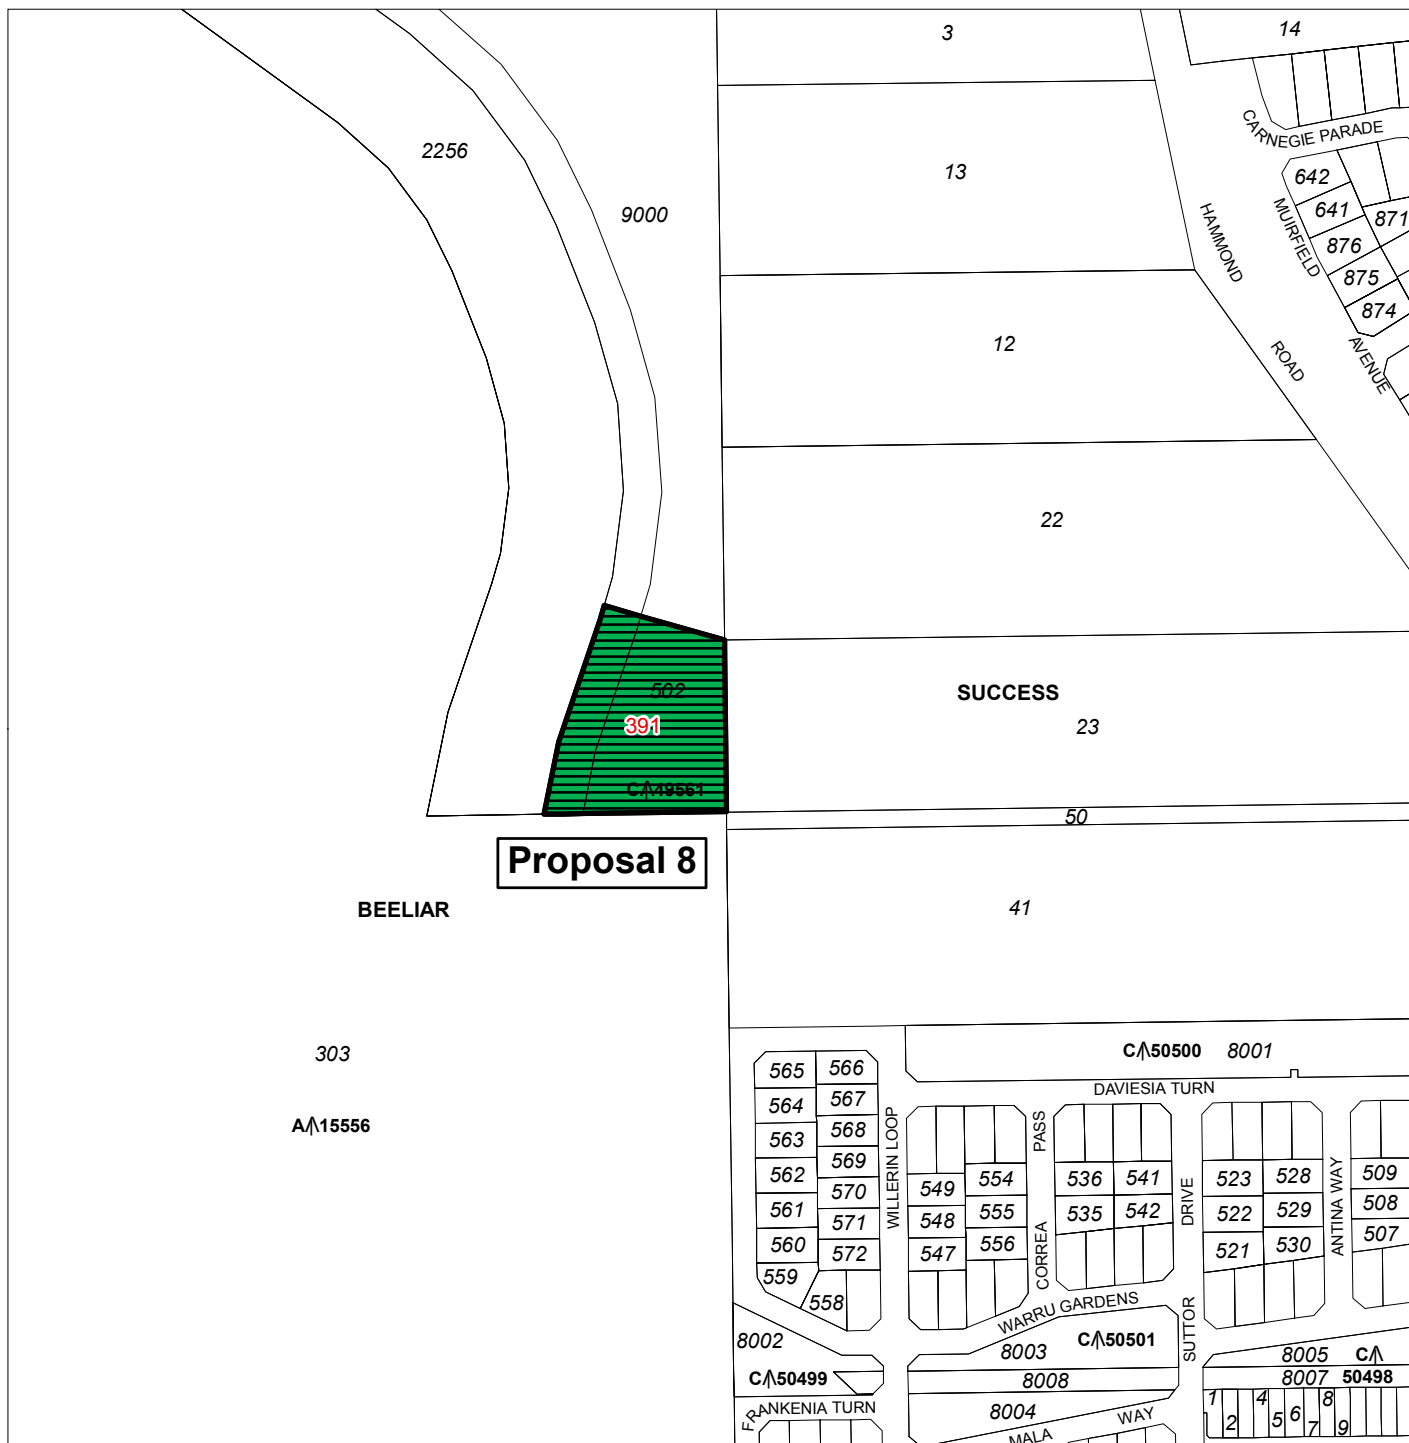 3
14
CARNEGIE PARADE
2256
13
642
9000
641
871
HAMMOND
MUIRFIELD
876
875
874
12
ROAD
AVENUE
22
502
SUCCESS
391
23
C 49561
50
Proposal 8
BEELIAR
41
303
C 50500 8001
565 566
DAVIESIA TURN
564 567
A 15556
563 568
WILLERIN LOOP
PASS
569
562
570
549
554
536 541
523 528
509
DRIVE
ANTINA WAY
561
571
548
555
535 542
522 529
508
560
572
547
556
CORREA
521 530
507
559
558
WARRU GARDENS
SUTTOR
8002
C 50501
8003
8005 C
C 50499
8008
8007 50498
FRANKENIA TURN
8004
WAY
1 2 4 5 6 7 8 9
MALA